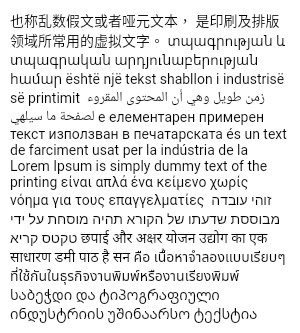 也称乱数假文或者哑元文本， 是印刷及排版
领域所常用的虚拟文字。 տպագրության և
տպագրական արդյունաբերության
համար është një tekst shabllon i industrisë
së printimit زمن طويل وهي أن المحتوى المقروء
لصفحة ما سيلهي е елементарен примерен
текст използван в печатарската és un text
de farciment usat per la indústria de la
Lorem Ipsum is simply dummy text of the
printing είναι απλά ένα κείμενο χωρίς
νόημα για τους επαγγελματίες זוהי עובדה
מבוססת שדעתו של הקורא תהיה מוסחת על ידי
טקטס קריא छपाई और अक्षर योजन उद्योग का एक
साधारण डमी पाठ है सन คือ เนื้อหาจำลองแบบเรียบๆ
ที่ใช้กันในธุรกิจงานพิมพ์หรืองานเรียงพิมพ์
საბეჭდი და ტიპოგრაფიული
ინდუსტრიის უშინაარსო ტექსტია